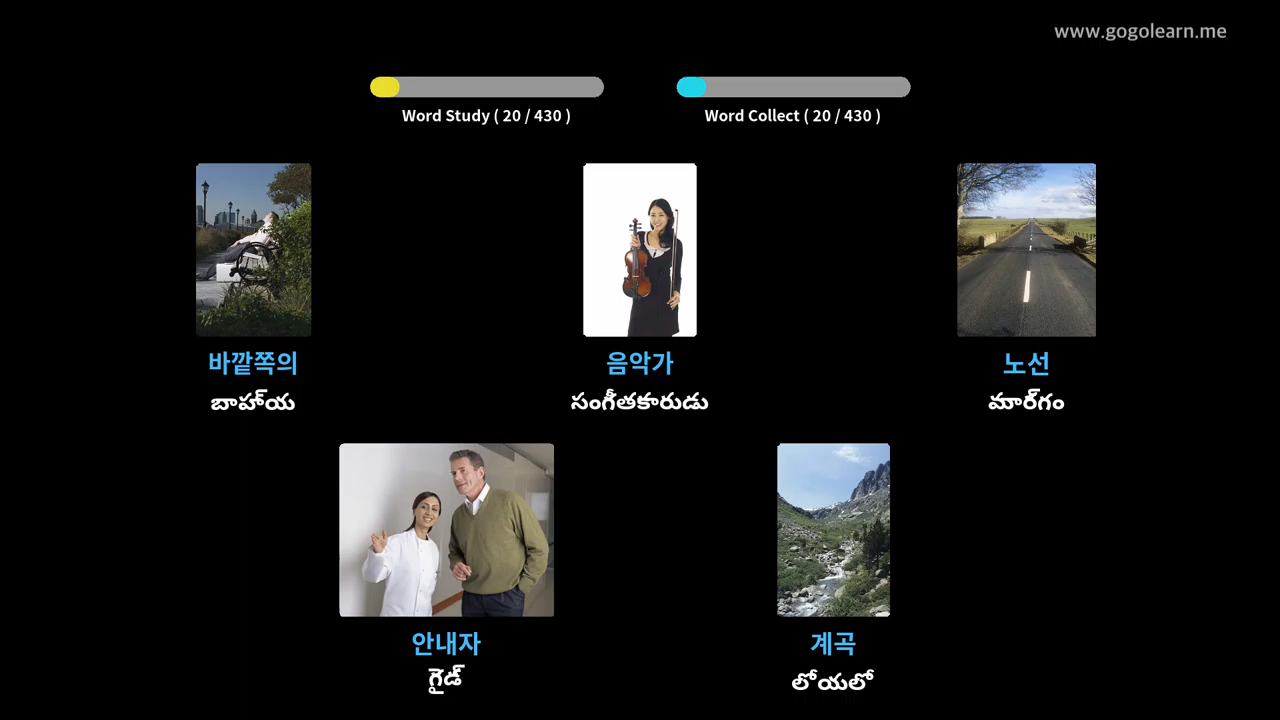 www.gogolearn.me
Word Study ( 20 / 430 )
Word Collect ( 20 / 430 )
바깥쪽의
బాహ్య
음악가
సంగీతకారుడు
노선
మార్గం
안내자
గైడ్
계곡
లోయలో